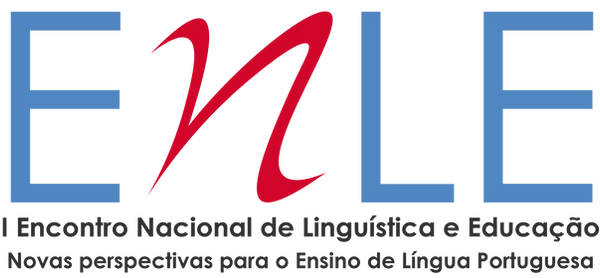 EnLE
I Encontro Nacional de Linguística e Educação
Novas perspectivas para o Ensino de Língua Portuguesa